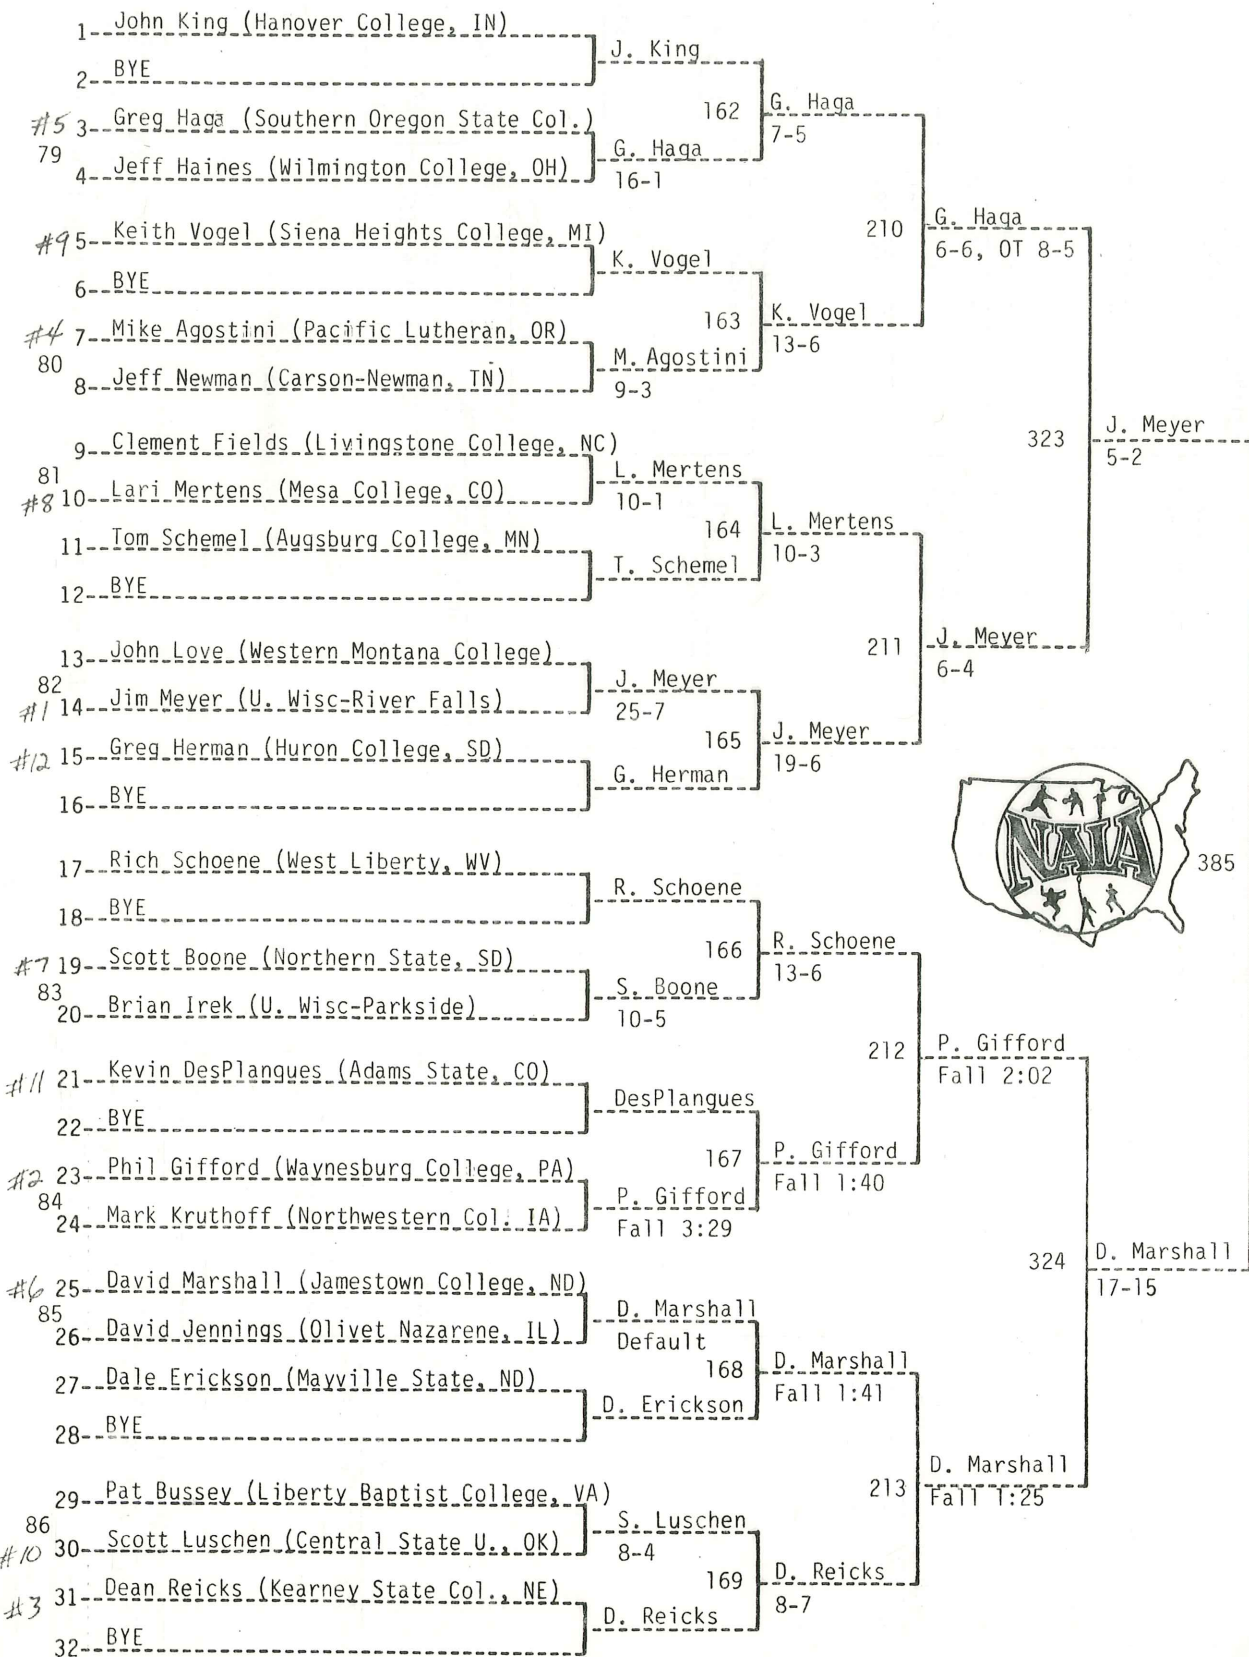 1 John King (Hanover College, IN)
J. King
2 BYE
162 G. Haga
7-5
#5 3 Greg Haga (Southern Oregon State Col.)
79
G. Haga
16-1
4 Jeff Haines (Wilmington College, OH)
210 G. Haga
6-6, OT 8-5
#9 5 Keith Vogel (Siena Heights College, MI)
K. Vogel
6 BYE
163 K. Vogel
13-6
#4 7 Mike Agostini (Pacific Lutheran, OR)
80
M. Agostini
9-3
8 Jeff Newman (Carson-Newman, TN)
323 J. Meyer
5-2
9 Clement Fields (Livingstone College, NC)
81
L. Mertens
10-1
#8 10 Lari Mertens (Mesa College, CO)
164 L. Mertens
10-3
11 Tom Schemel (Augsburg College, MN)
T. Schemel
12 BYE
211 J. Meyer
6-4
13 John Love (Western Montana College)
82
J. Meyer
25-7
#1 14 Jim Meyer (U. Wisc-River Falls)
165 J. Meyer
19-6
#12 15 Greg Herman (Huron College, SD)
G. Herman
16 BYE
NAIA
385
17 Rich Schoene (West Liberty, WV)
R. Schoene
18 BYE
166 R. Schoene
13-6
#7 19 Scott Boone (Northern State, SD)
83
S. Boone
10-5
20 Brian Irek (U. Wisc-Parkside)
212 P. Gifford
Fall 2:02
#11 21 Kevin DesPlangues (Adams State, CO)
DesPlangues
22 BYE
167 P. Gifford
Fall 1:40
#2 23 Phil Gifford (Waynesburg College, PA)
84
P. Gifford
Fall 3:29
24 Mark Kruthoff (Northwestern Col. IA)
324 D. Marshall
17-15
#6 25 David Marshall (Jamestown College, ND)
85
D. Marshall
Default
26 David Jennings (Olivet Nazarene, IL)
168 D. Marshall
Fall 1:41
27 Dale Erickson (Mayville State, ND)
D. Erickson
28 BYE
213 D. Marshall
Fall 1:25
29 Pat Bussey (Liberty Baptist College, VA)
86
S. Luschen
8-4
#10 30 Scott Luschen (Central State U., OK)
169 D. Reicks
8-7
#3 31 Dean Reicks (Kearney State Col., NE)
D. Reicks
32 BYE